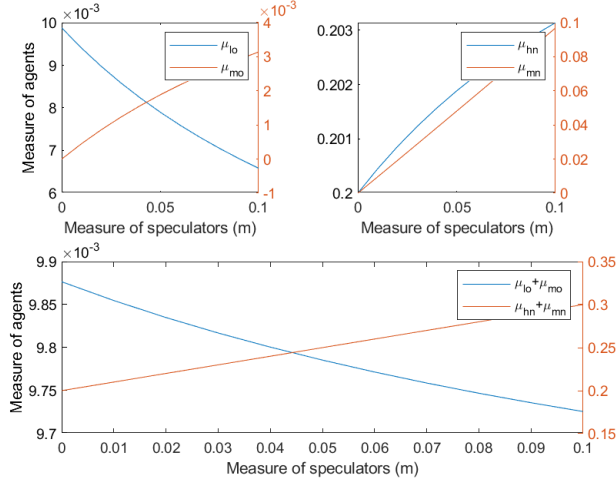 10 ×10⁻³ 4 ×10⁻³
μlo
μmo
9
8
7
6
3
2
1
0
-1
Measure of agents
0 0.05 0.1
Measure of speculators (m)
μhn
μmn
0.203
0.202
0.201
0.2
0.1
0.08
0.06
0.04
0.02
0
0 0.05 0.1
Measure of speculators (m)
9.9 ×10⁻³ 0.35
μlo+μmo
μhn+μmn
9.85
9.8
9.75
9.7
0.3
0.25
0.2
0.15
Measure of agents
0 0.01 0.02 0.03 0.04 0.05 0.06 0.07 0.08 0.09 0.1
Measure of speculators (m)